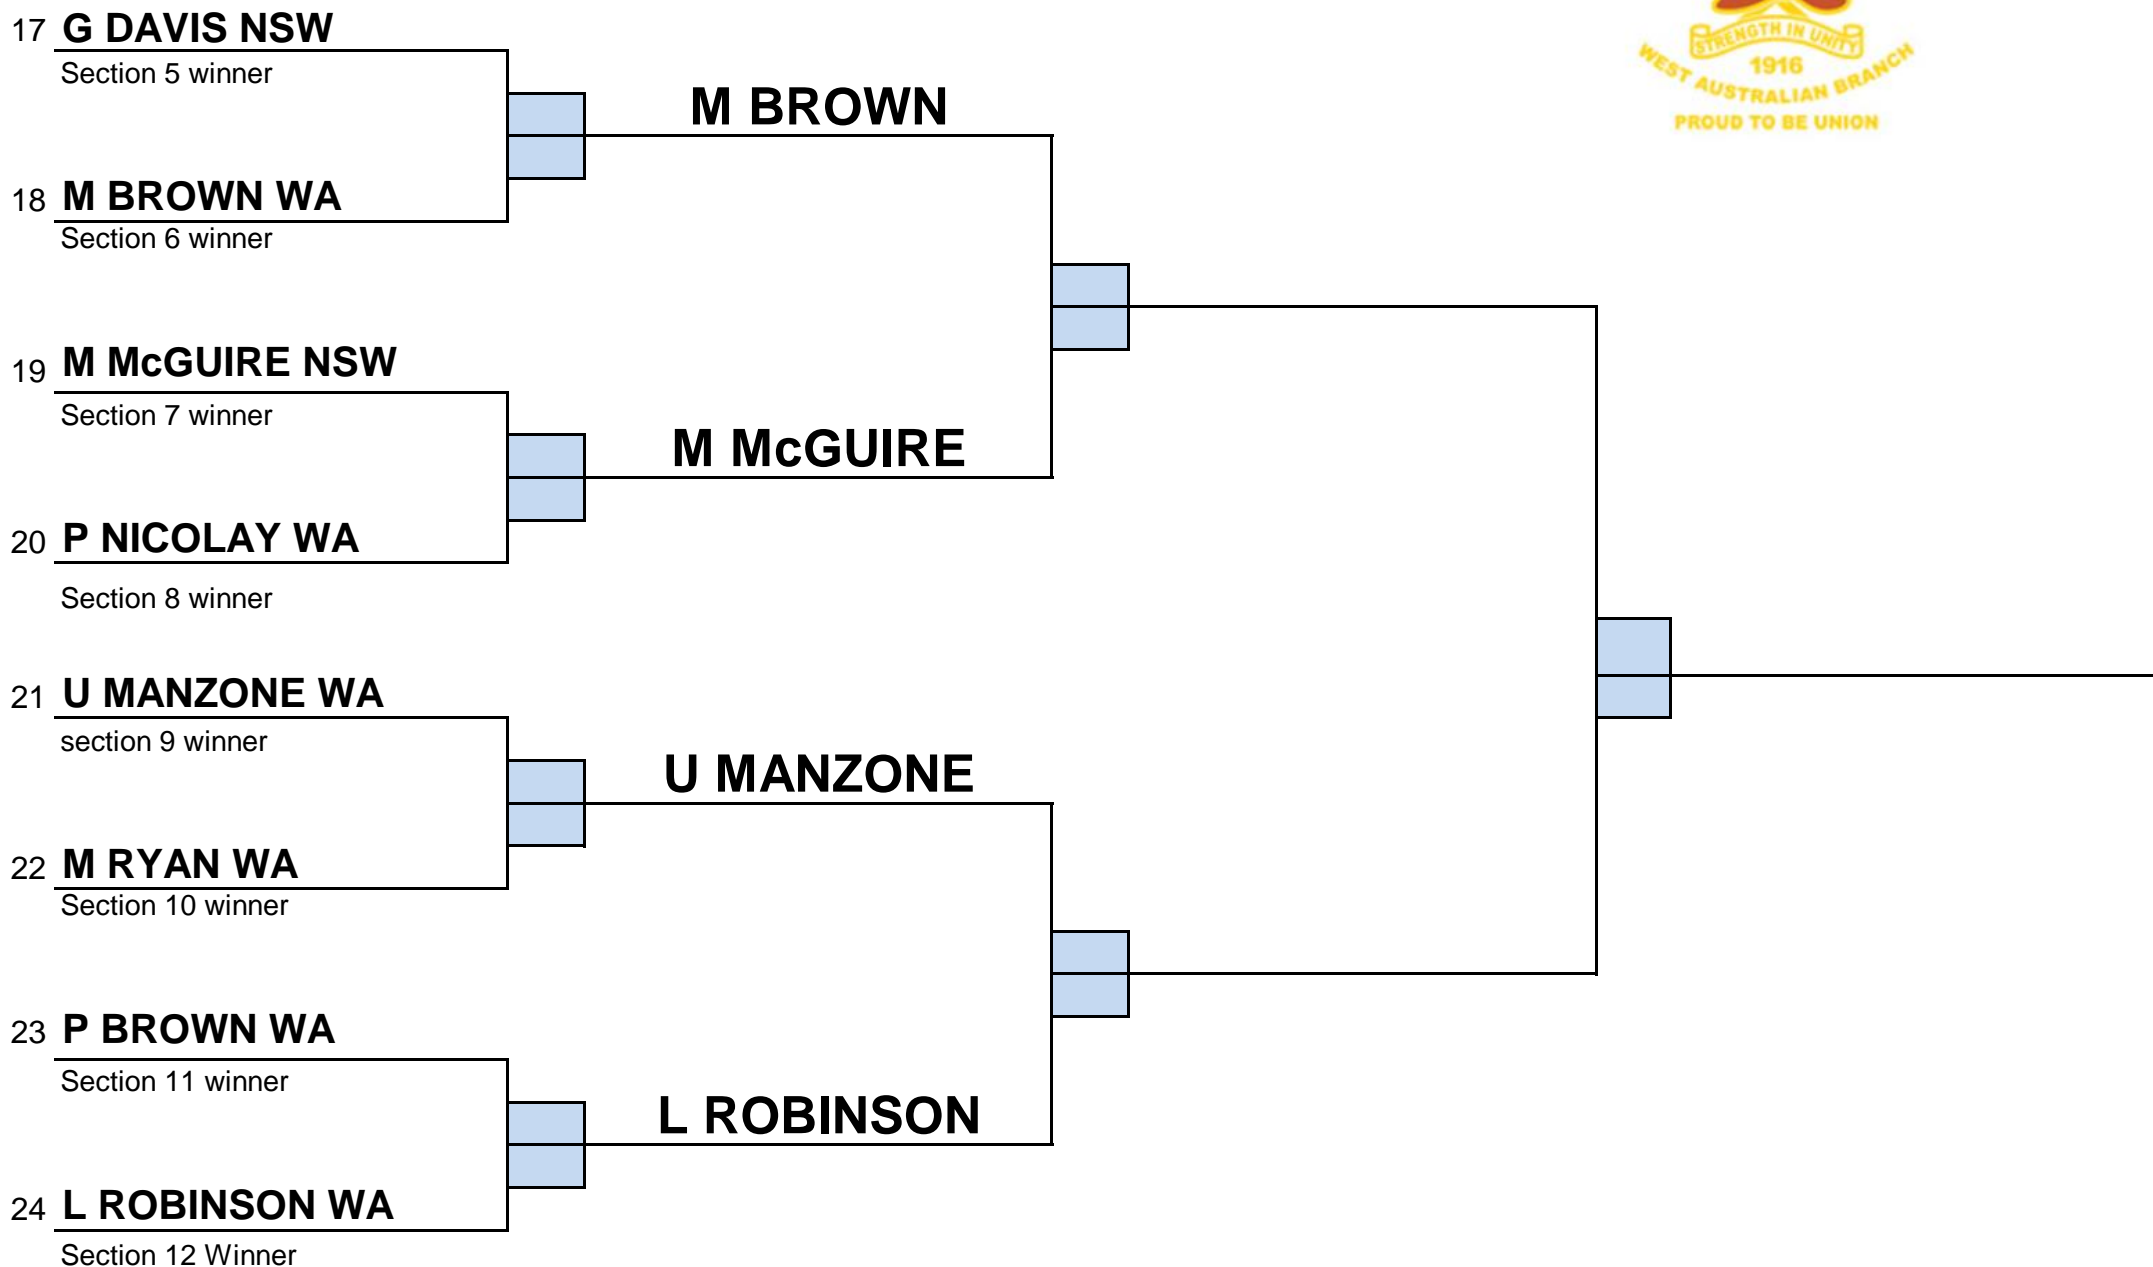 17 G DAVIS NSW
Section 5 winner
M BROWN
18 M BROWN WA
Section 6 winner
19 M McGUIRE NSW
Section 7 winner
M McGUIRE
20 P NICOLAY WA
Section 8 winner
21 U MANZONE WA
section 9 winner
U MANZONE
22 M RYAN WA
Section 10 winner
23 P BROWN WA
Section 11 winner
L ROBINSON
24 L ROBINSON WA
Section 12 Winner
STRENGTH IN UNITY
1916
WEST AUSTRALIAN BRANCH
PROUD TO BE UNION